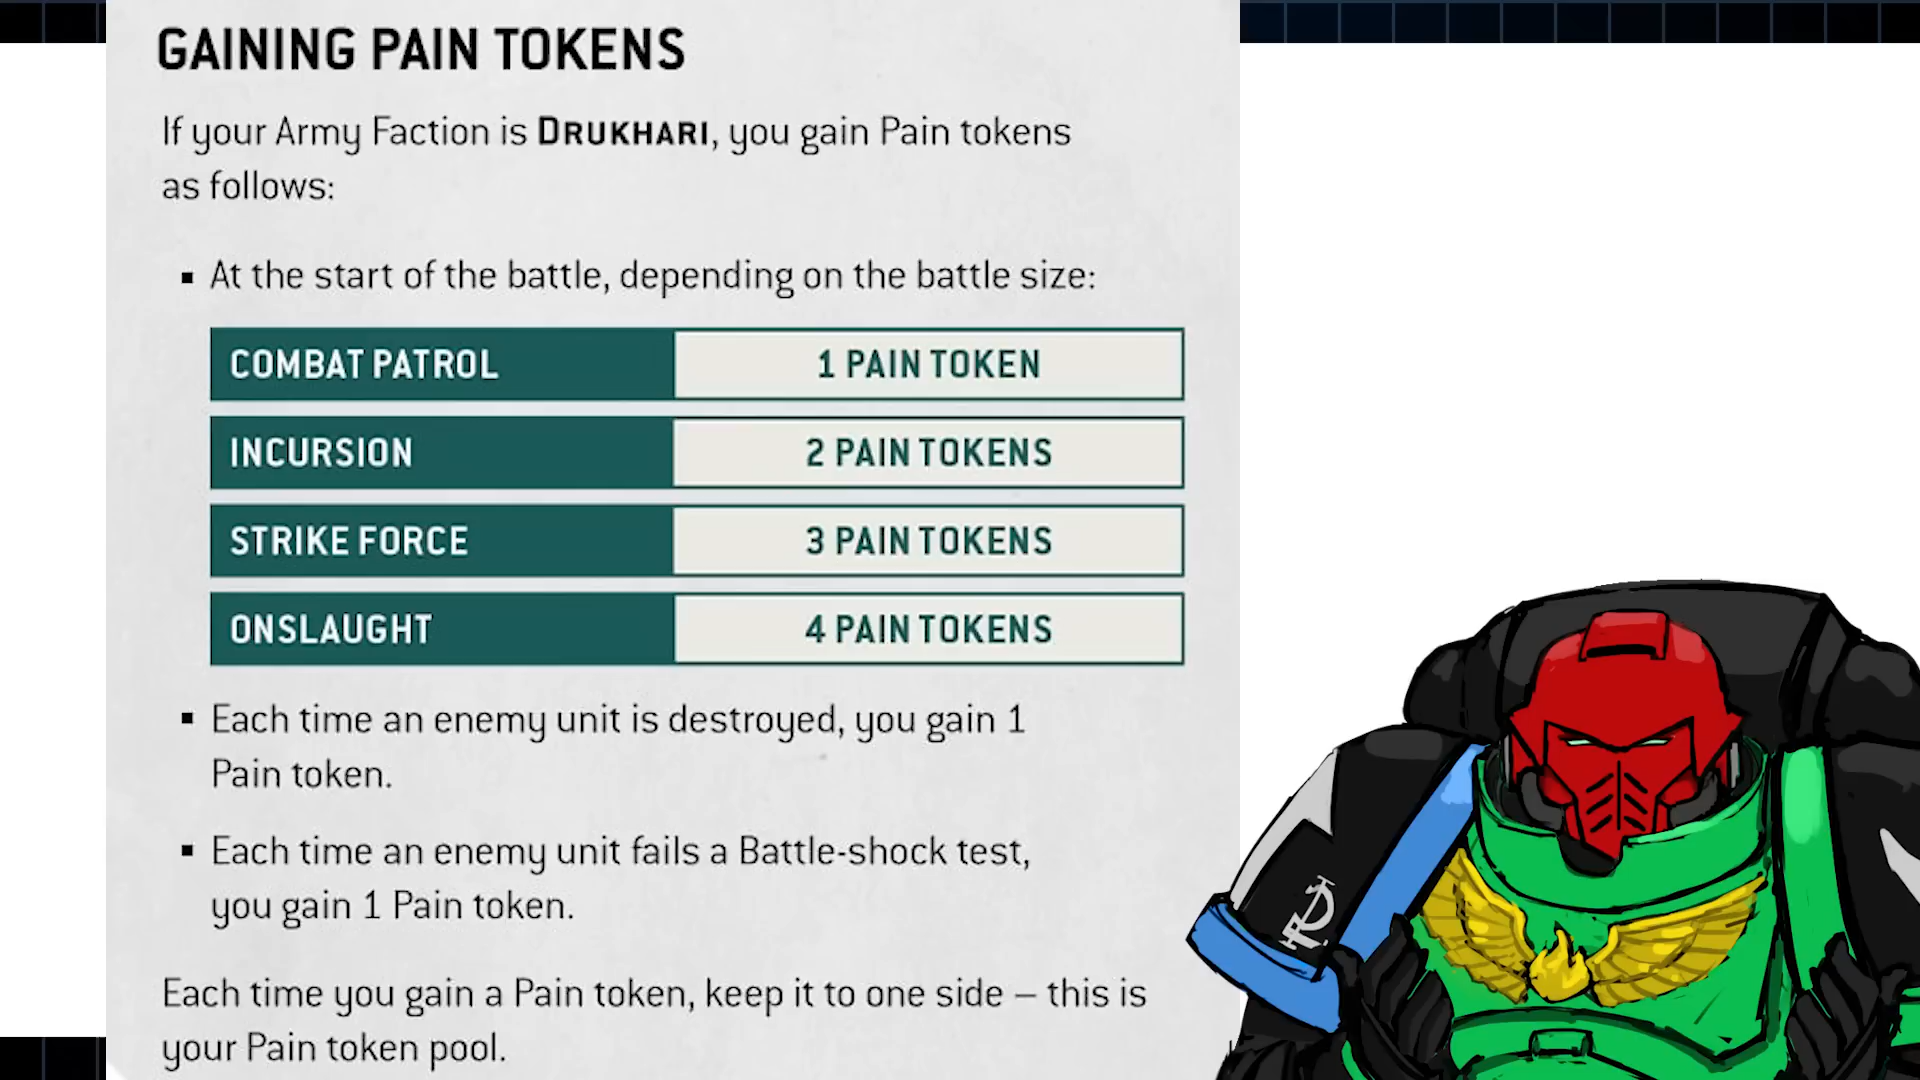 GAINING PAIN TOKENS
If your Army Faction is DRUKHARI, you gain Pain tokens
as follows:
▪ At the start of the battle, depending on the battle size:
COMBAT PATROL 1 PAIN TOKEN
INCURSION 2 PAIN TOKENS
STRIKE FORCE 3 PAIN TOKENS
ONSLAUGHT 4 PAIN TOKENS
▪ Each time an enemy unit is destroyed, you gain 1
Pain token.
▪ Each time an enemy unit fails a Battle-shock test,
you gain 1 Pain token.
Each time you gain a Pain token, keep it to one side – this is
your Pain token pool.